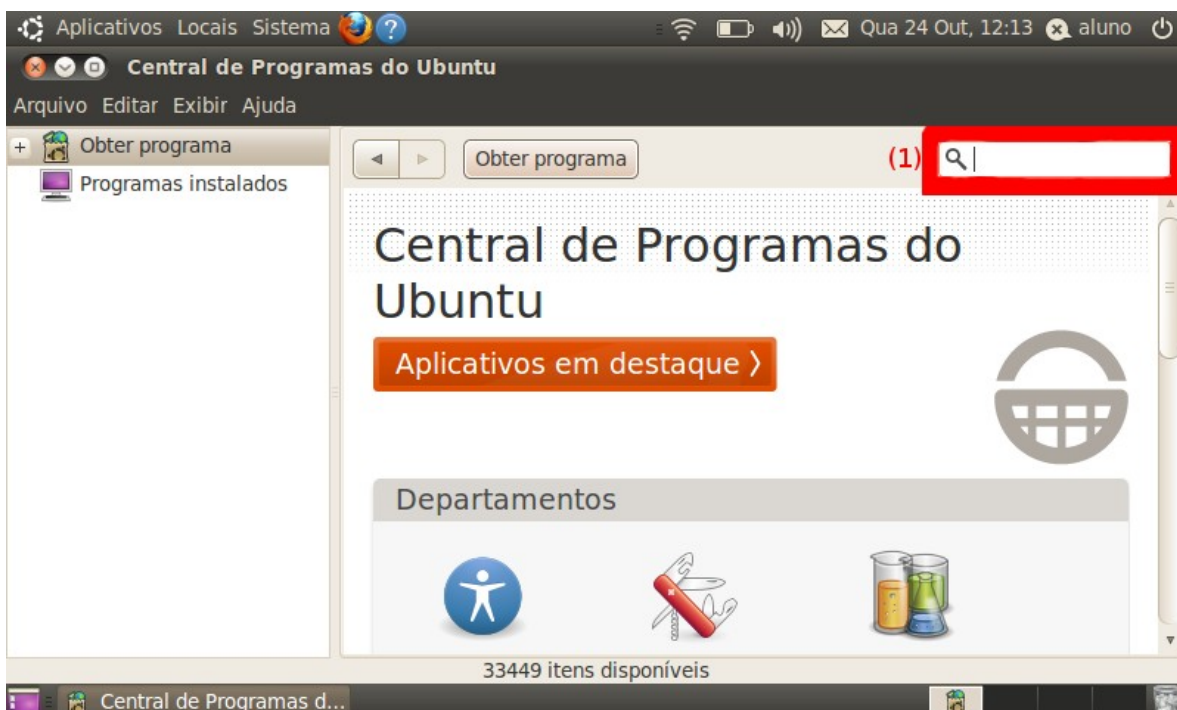 Aplicativos Locais Sistema ? Qua 24 Out, 12:13 aluno
Central de Programas do Ubuntu
Arquivo Editar Exibir Ajuda
Obter programa
Programas instalados
Obter programa
(1)
Central de Programas do
Ubuntu
Aplicativos em destaque 〉
Departamentos
33449 itens disponíveis
Central de Programas d...